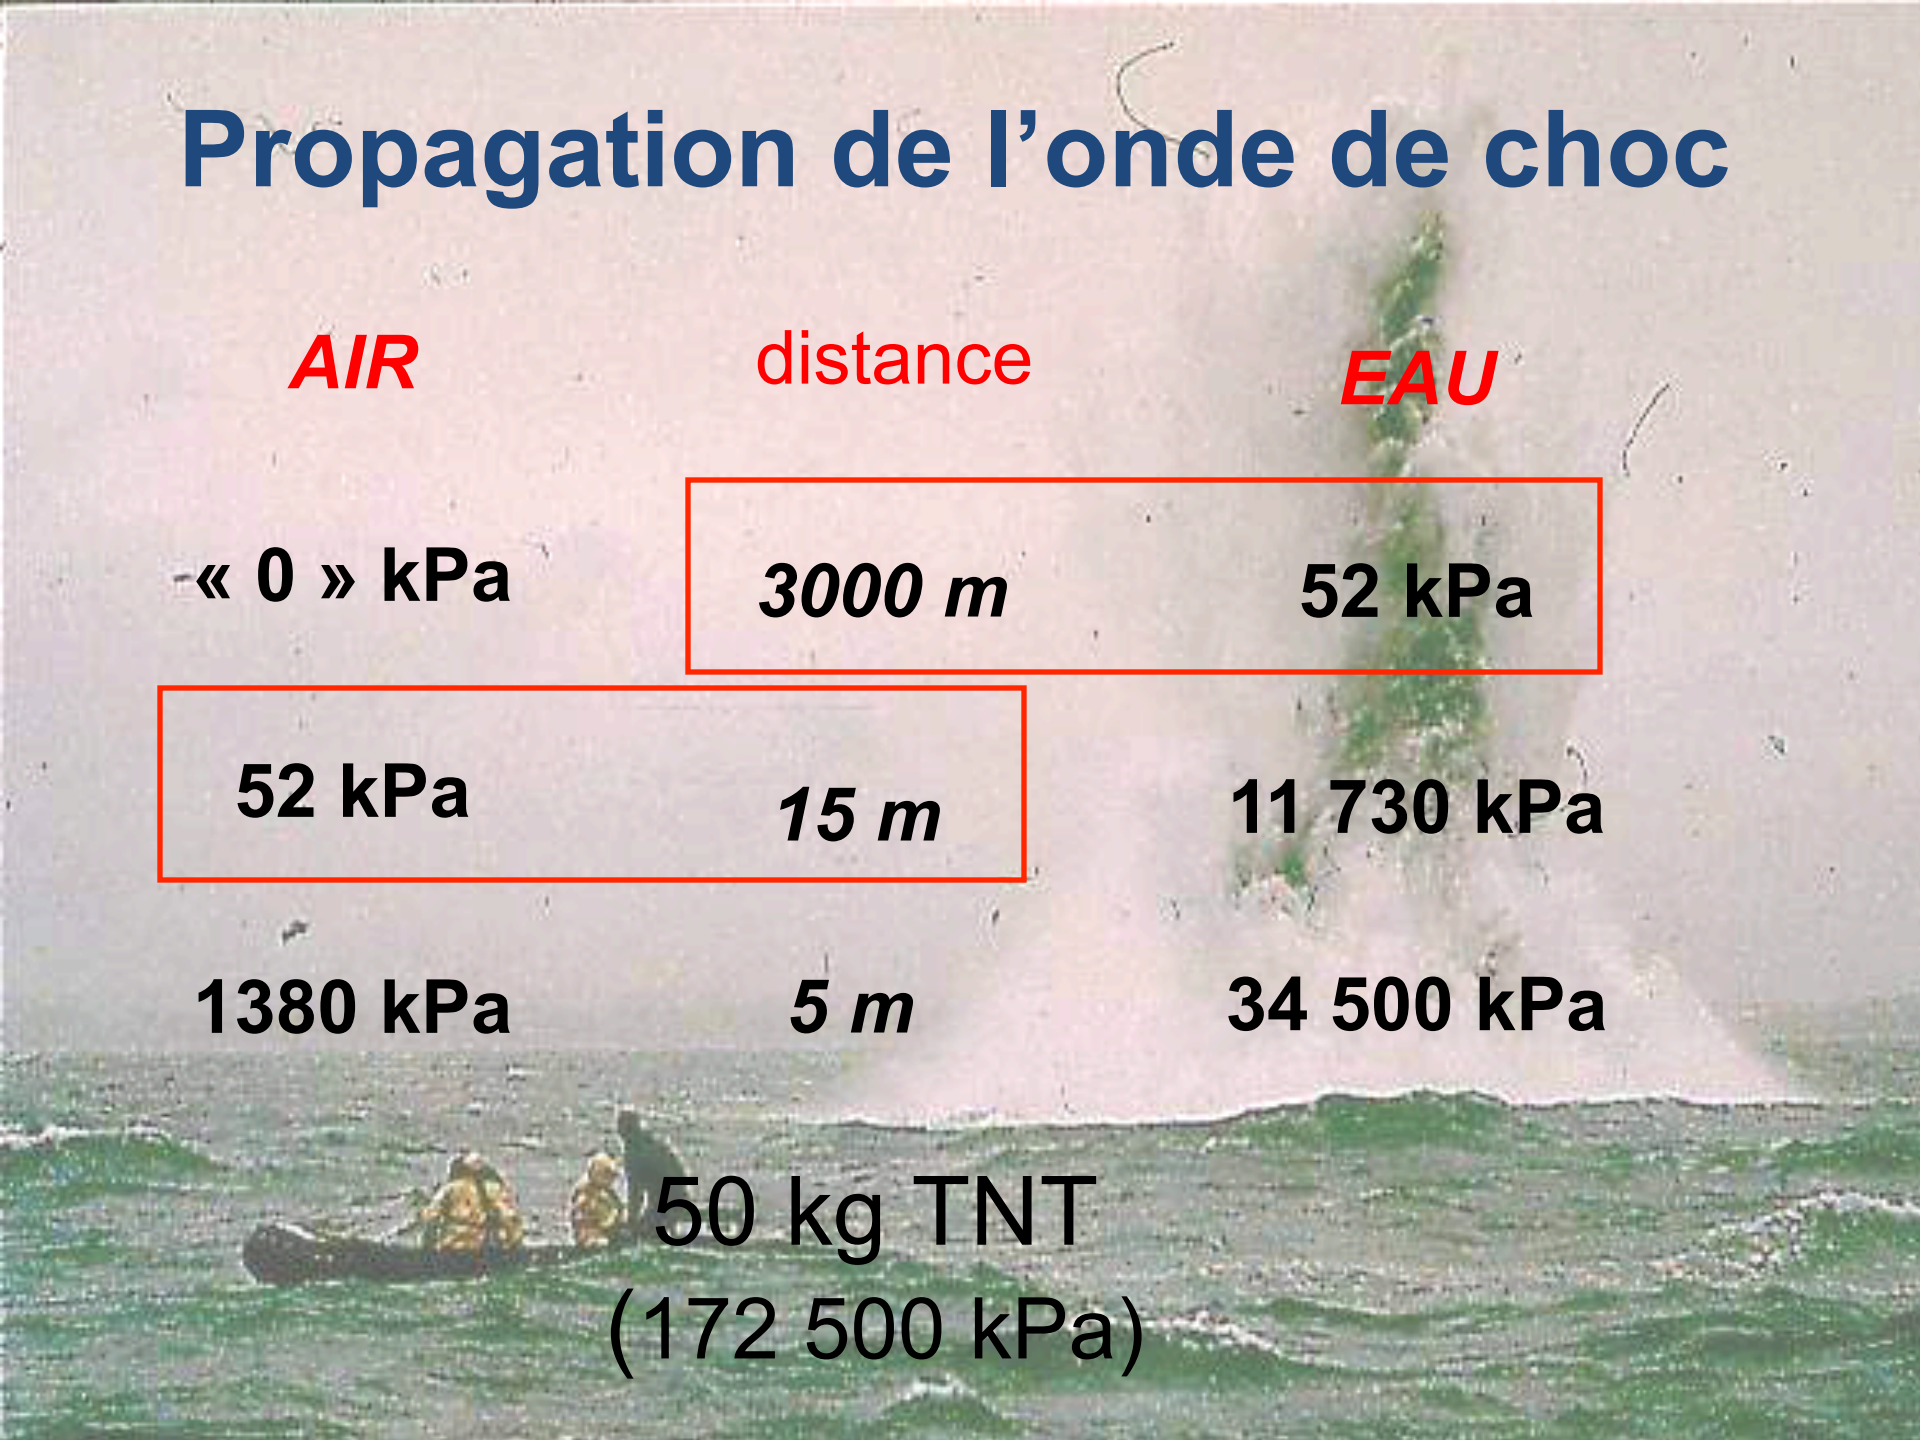 Propagation de l’onde de choc
AIR distance EAU
« 0 » kPa 3000 m 52 kPa
52 kPa 15 m 11 730 kPa
1380 kPa 5 m 34 500 kPa
50 kg TNT
(172 500 kPa)